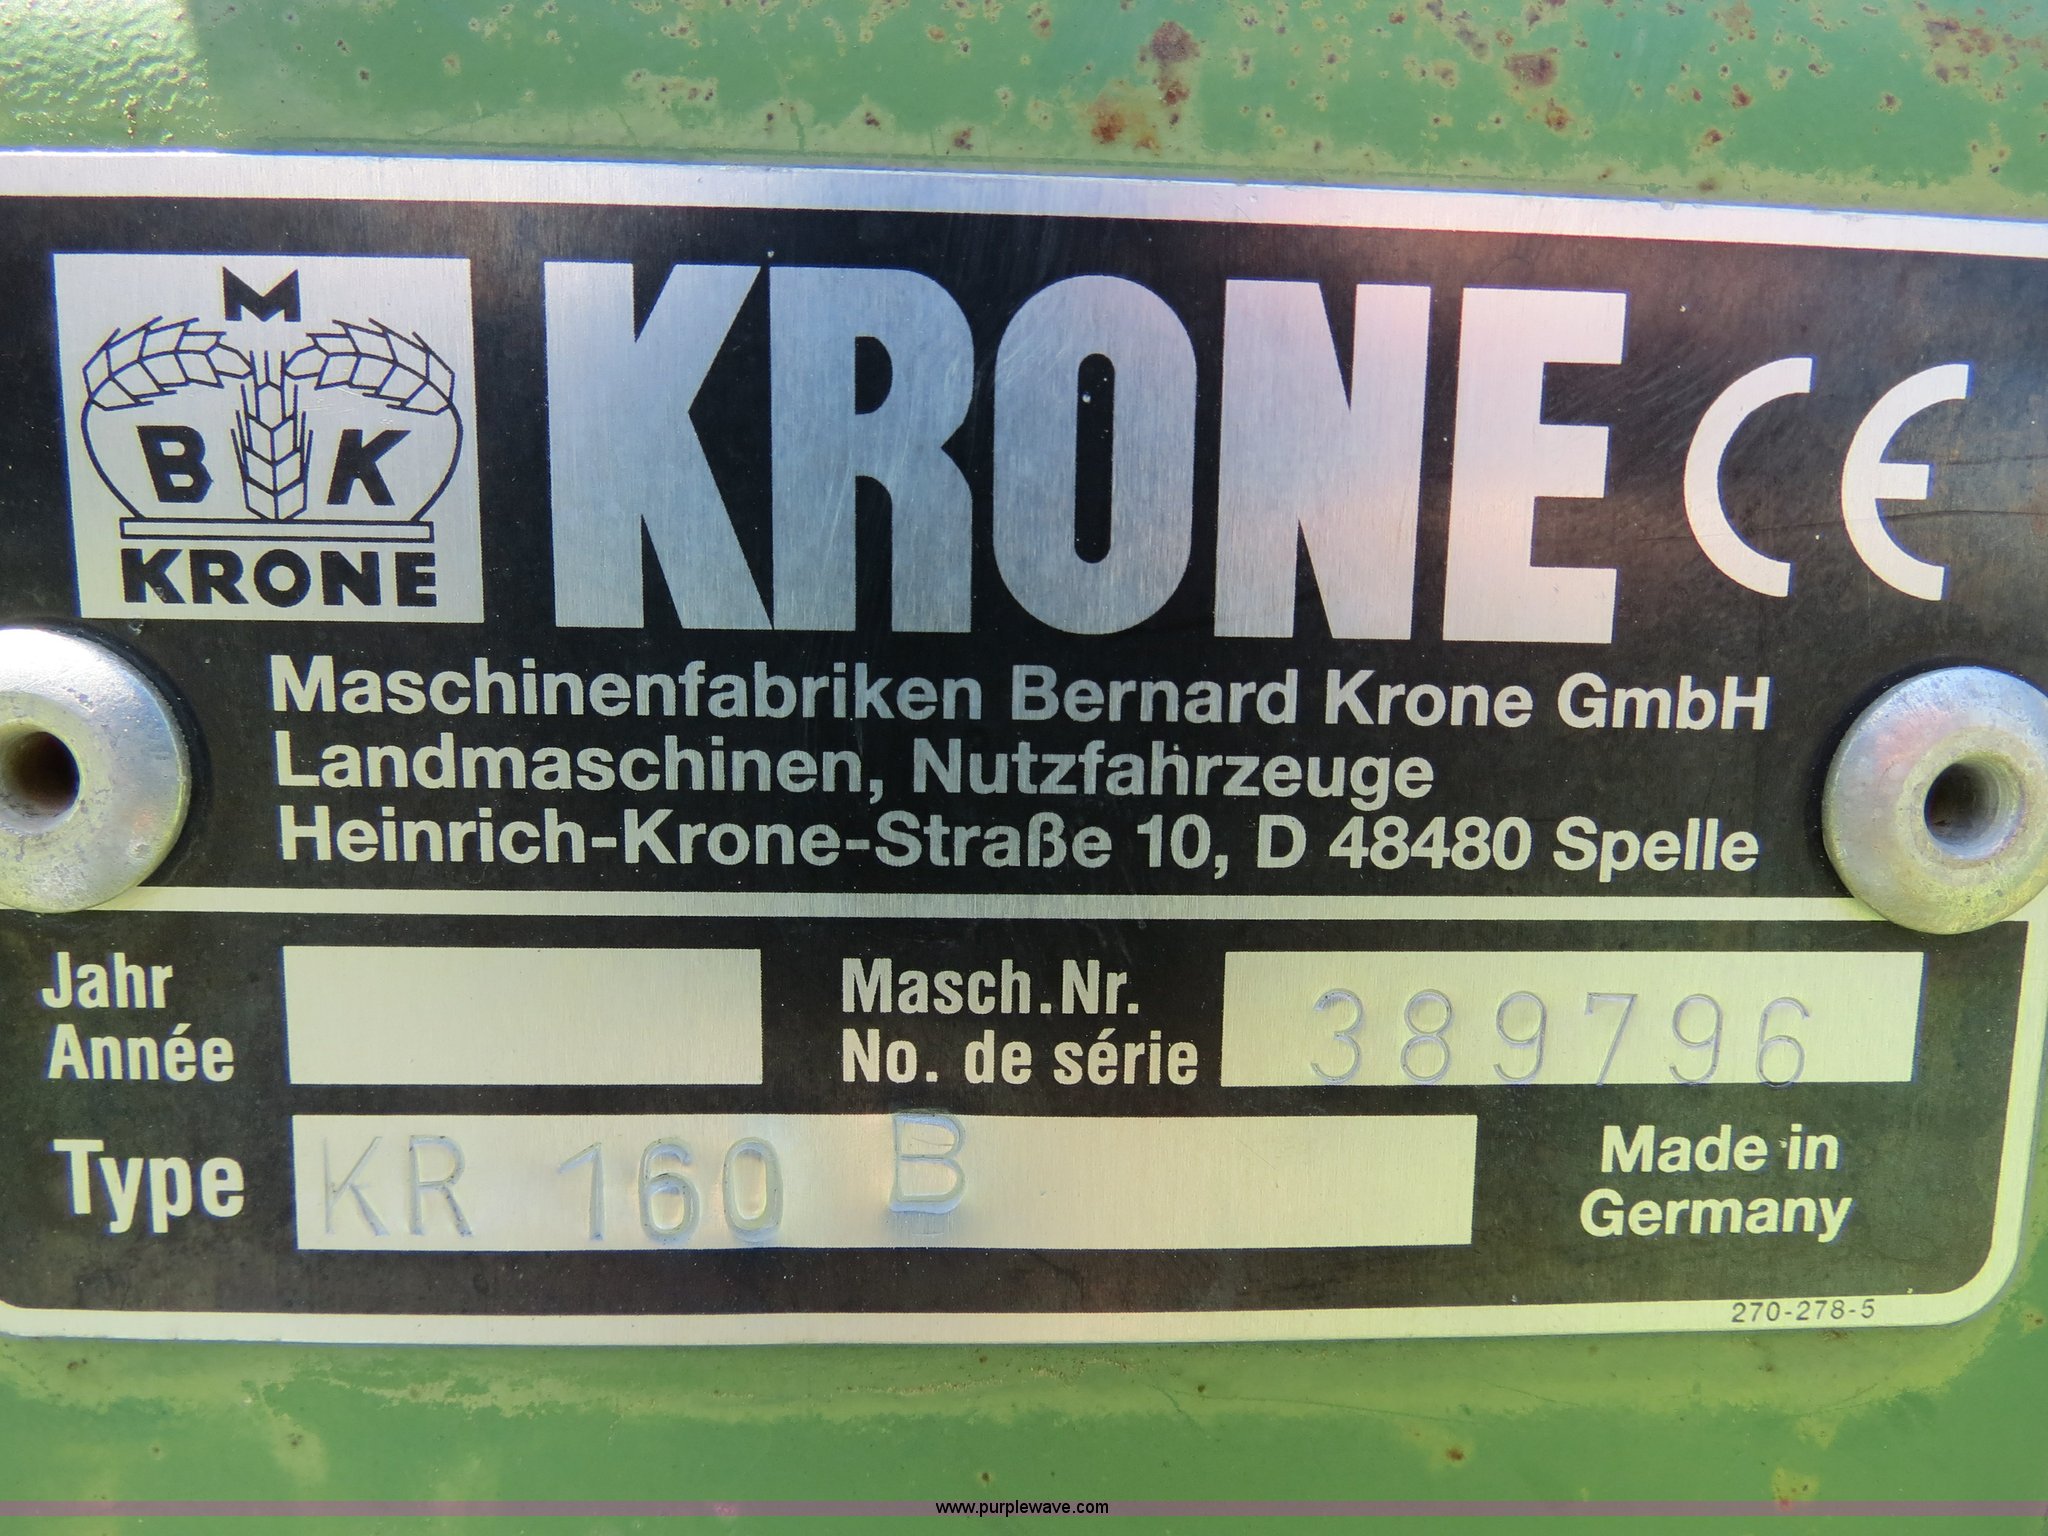 M
B K
KRONE
KRONE CE
Maschinenfabriken Bernard Krone GmbH
Landmaschinen, Nutzfahrzeuge
Heinrich-Krone-Straße 10, D 48480 Spelle
Jahr
Année
Masch.Nr.
No. de série
389796
Type KR 160 B
Made in
Germany
270-278-5
www.purplewave.com